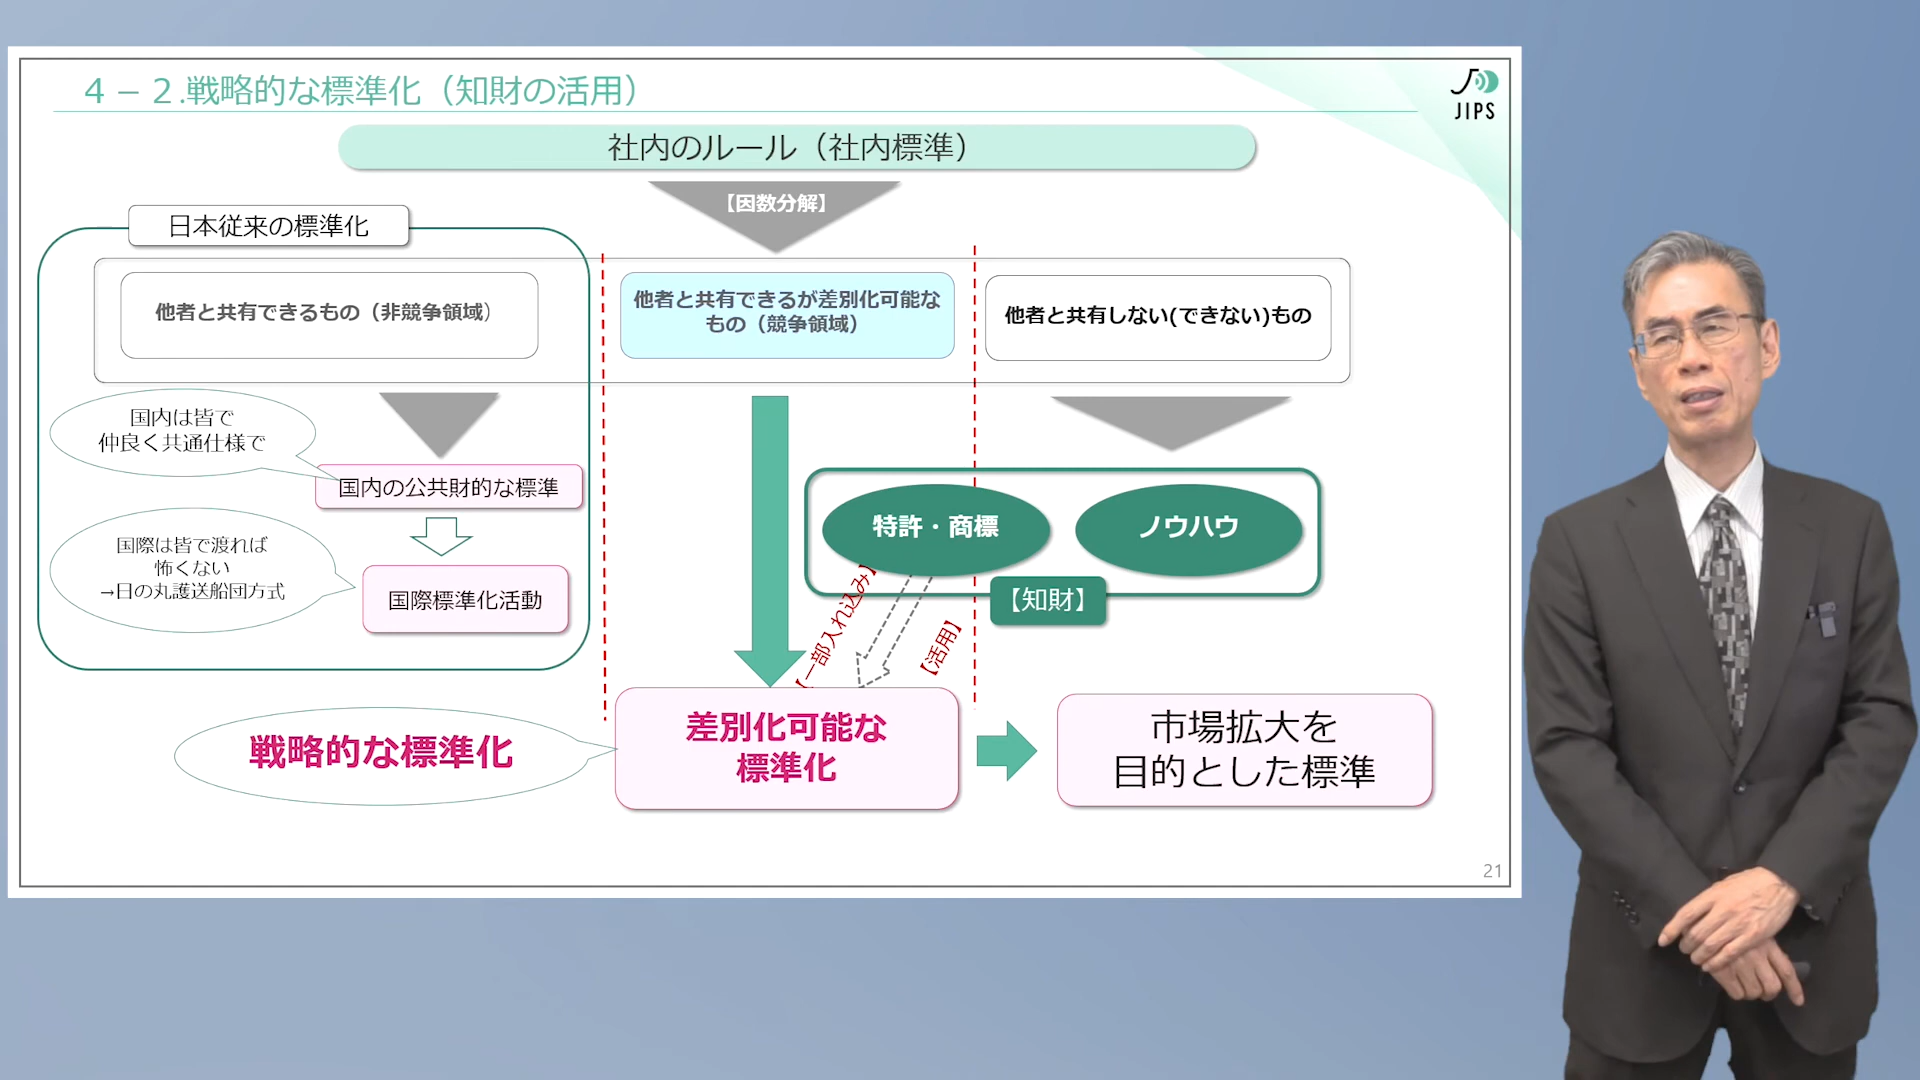 ４－２.戦略的な標準化（知財の活用）
JIPS
社内のルール（社内標準）
【因数分解】
日本従来の標準化
他者と共有できるもの（非競争領域）
他者と共有できるが差別化可能な
もの（競争領域）
他者と共有しない(できない)もの
国内は皆で
仲良く共通仕様で
国内の公共財的な標準
国際は皆で渡れば
怖くない
→日の丸護送船団方式
国際標準化活動
特許・商標
ノウハウ
【知財】
【一部入れ込み】
【活用】
戦略的な標準化
差別化可能な
標準化
市場拡大を
目的とした標準
21